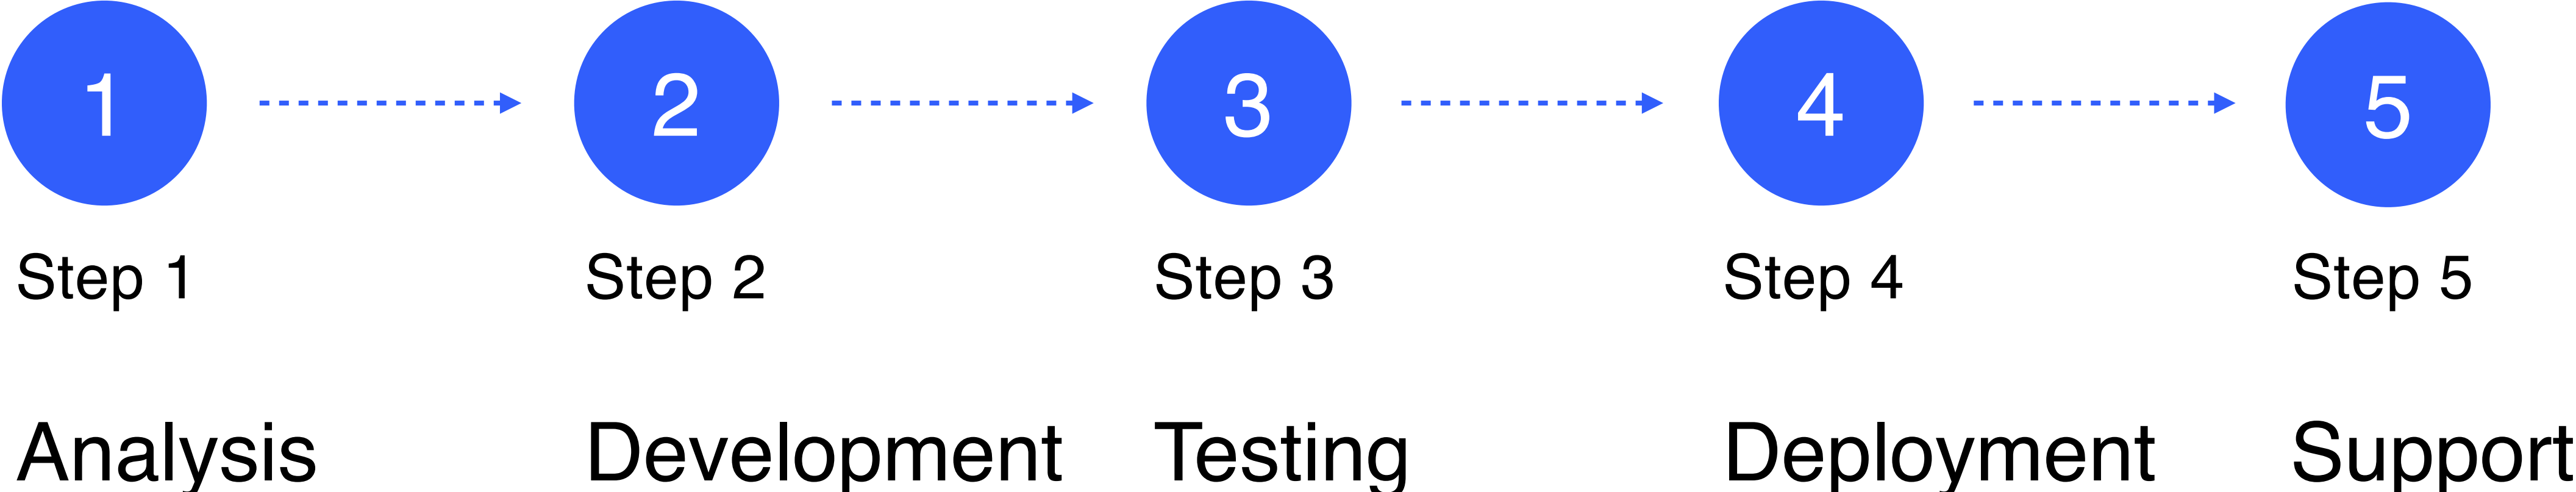 1 2 3 4 5
Step 1 Step 2 Step 3 Step 4 Step 5
Analysis Development Testing Deployment Support